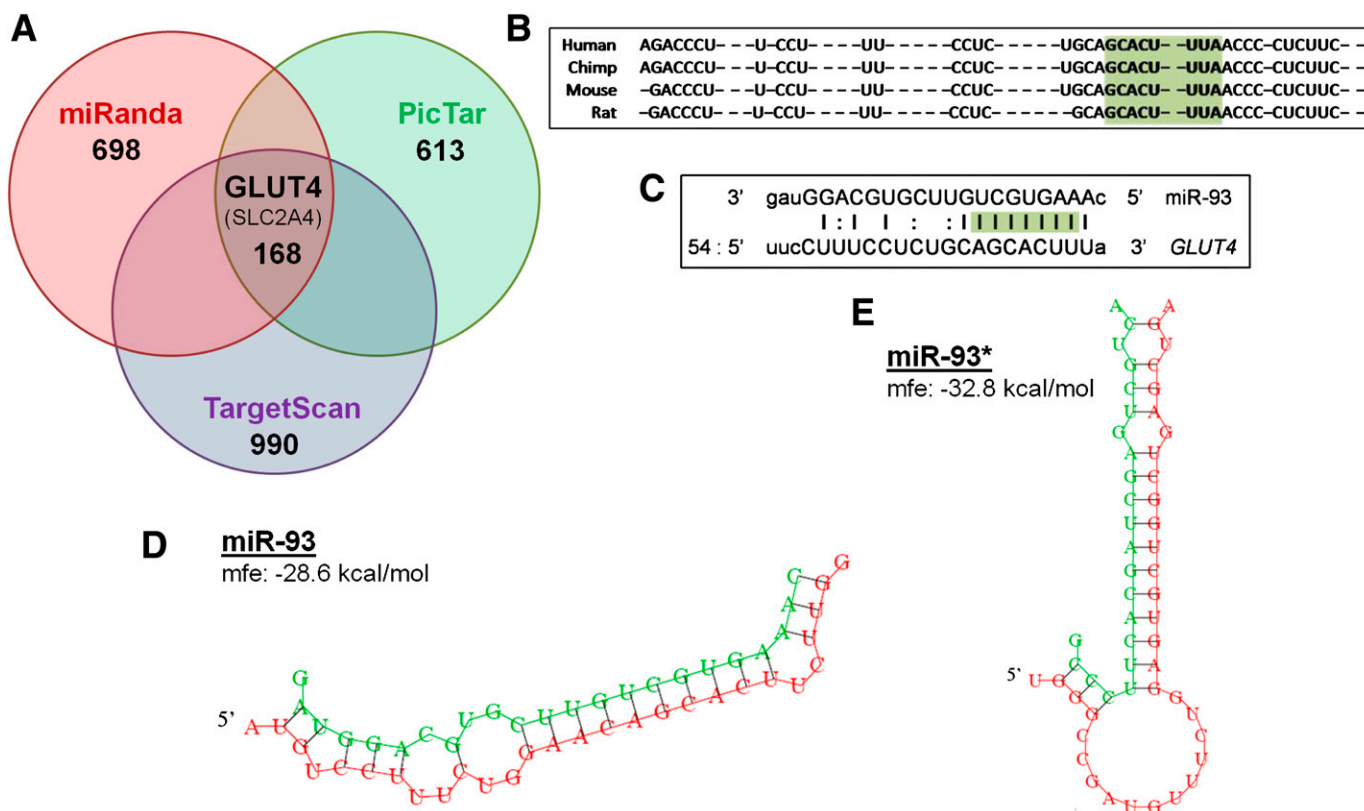 A
miRanda
698
PicTar
613
GLUT4
(SLC2A4)
168
TargetScan
990
B
Human AGACCCU---U-CCU-----UU------CCUC------UGCAGCACU---UUAACCC-CUCUUC-
Chimp AGACCCU---U-CCU-----UU------CCUC------UGCAGCACU---UUAACCC-CUCUUC-
Mouse -GACCCU---U-CCU-----UU------CCUC------UGCAGCACU---UUAACCC-CUCUUC-
Rat -GACCCU---U-CCU-----UU------CCUC-------GCAGCACU---UUAACCC-CUCUUC-
C
3’ gauGGACGUGCUUGUCGUGAAAc 5’ miR-93
54 : 5’ uucCUUUCCUCUGCAGCACUUUa 3’ GLUT4
D
miR-93
mfe: -28.6 kcal/mol
5’
E
miR-93*
mfe: -32.8 kcal/mol
5’